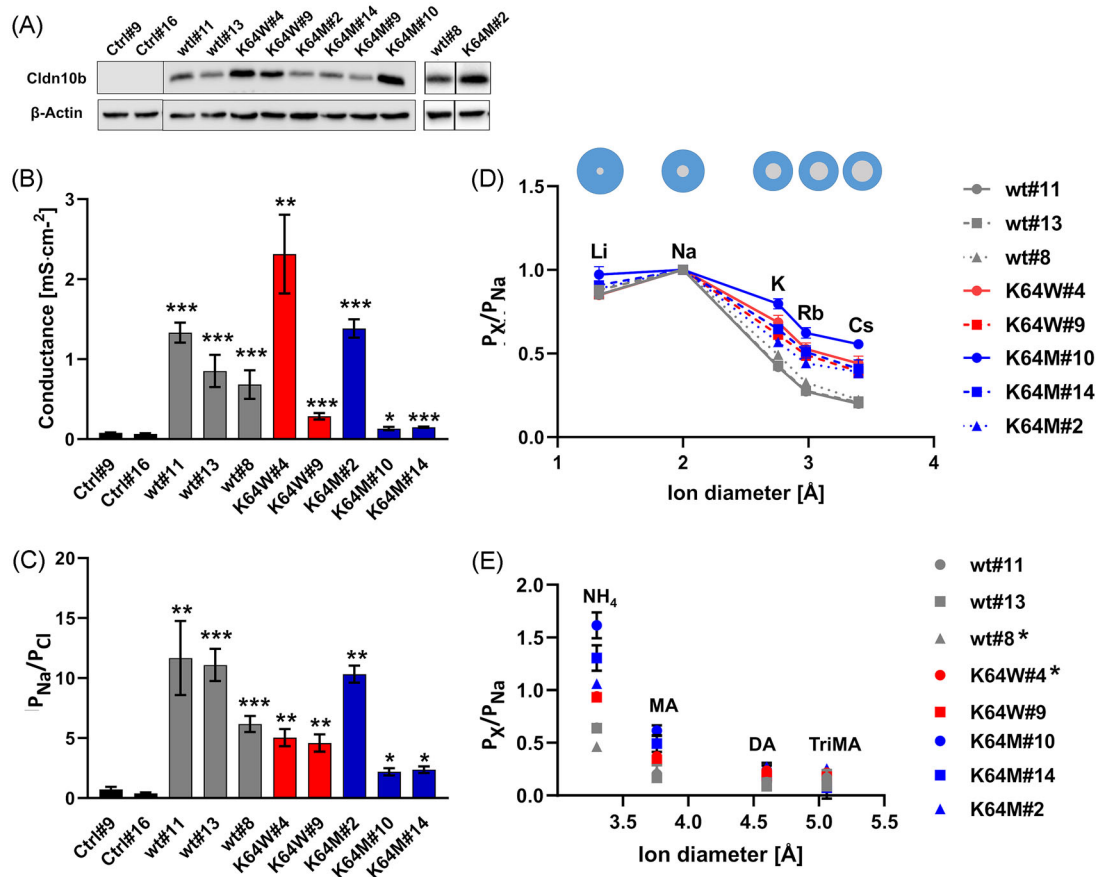 (A)
Ctrl#9 Ctrl#16 wtl#11 wtl#13 K64W#4 K64W#9 K64M#2 K64M#14 K64M#9 K64M#10 wtl#8 K64M#2
Cldn10b
β-Actin
(B)
Conductance [mS·cm-2]
3
2
1
0
*** *** *** ** *** *** * ***
Ctrl#9 Ctrl#16 wt#11 wt#13 wt#8 K64W#4 K64W#9 K64M#2 K64M#10 K64M#14
(C)
PNa/PCl
20
15
10
5
0
** *** *** ** ** ** * *
Ctrl#9 Ctrl#16 wt#11 wt#13 wt#8 K64W#4 K64W#9 K64M#2 K64M#10 K64M#14
(D)
PX/PNa
1.5
1.0
0.5
0.0
Li Na K Rb Cs
1 2 3 4
Ion diameter [Å]
wt#11
wt#13
wt#8
K64W#4
K64W#9
K64M#10
K64M#14
K64M#2
(E)
PX/PNa
2.0
1.5
1.0
0.5
0.0
NH4 MA DA TriMA
3.5 4.0 4.5 5.0 5.5
Ion diameter [Å]
wt#11
wt#13
wt#8*
K64W#4*
K64W#9
K64M#10
K64M#14
K64M#2